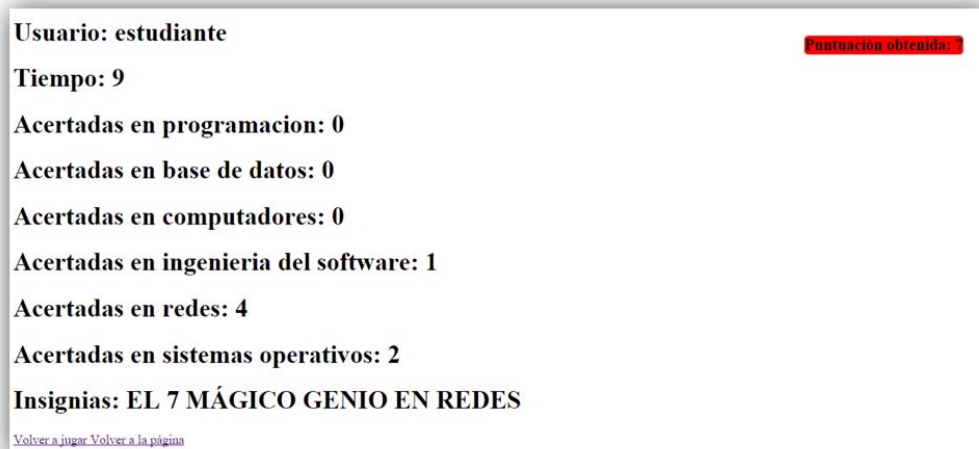 Usuario: estudiante
Puntuación obtenida: 7
Tiempo: 9
Acertadas en programacion: 0
Acertadas en base de datos: 0
Acertadas en computadores: 0
Acertadas en ingenieria del software: 1
Acertadas en redes: 4
Acertadas en sistemas operativos: 2
Insignias: EL 7 MÁGICO GENIO EN REDES
Volver a jugar Volver a la página